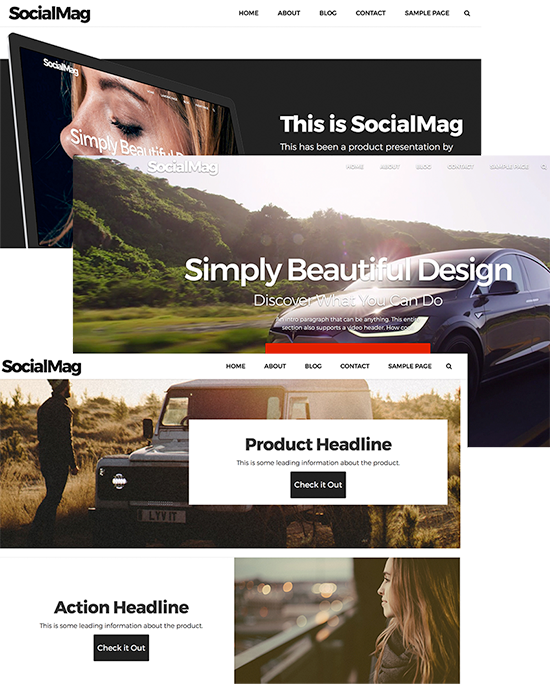 SocialMag
HOME ABOUT BLOG CONTACT SAMPLE PAGE
SocialMag
Simply Beautiful D
This is SocialMag
This has been a product presentation by
SocialMag
HOME ABOUT BLOG CONTACT SAMPLE PAGE
Simply Beautiful Design
Discover What You Can Do
An intro paragraph that can be anything. This enti
section also supports a video header. How co
SocialMag
HOME ABOUT BLOG CONTACT SAMPLE PAGE
Product Headline
This is some leading information about the product.
Check it Out
LYV IT
Action Headline
This is some leading information about the product.
Check it Out